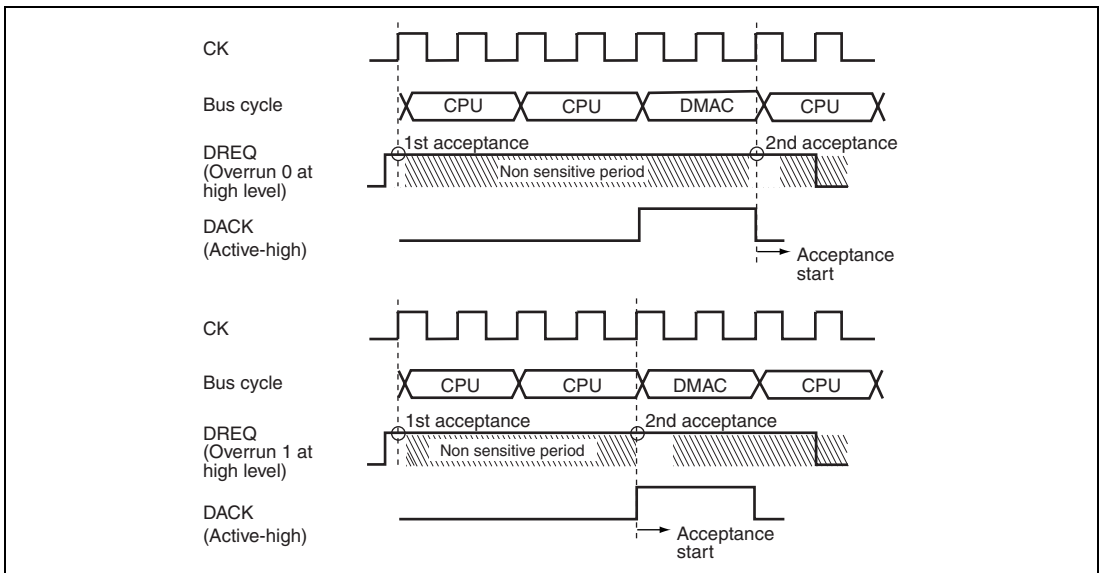 CK
Bus cycle
CPU CPU DMAC CPU
DREQ
(Overrun 0 at
high level)
1st acceptance
2nd acceptance
Non sensitive period
DACK
(Active-high)
Acceptance
start
CK
Bus cycle
CPU CPU DMAC CPU
DREQ
(Overrun 1 at
high level)
1st acceptance
2nd acceptance
Non sensitive period
DACK
(Active-high)
Acceptance
start